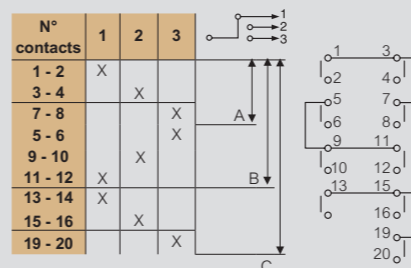 N° contacts 1 2 3
1 - 2 X
3 - 4 X
7 - 8 X
5 - 6 X
9 - 10 X
11 - 12 X
13 - 14 X
15 - 16 X
19 - 20 X
A
B
C
1
2
3
1 3
2 4
5 7
6 8
9 11
10 12
13 15
16
19
20